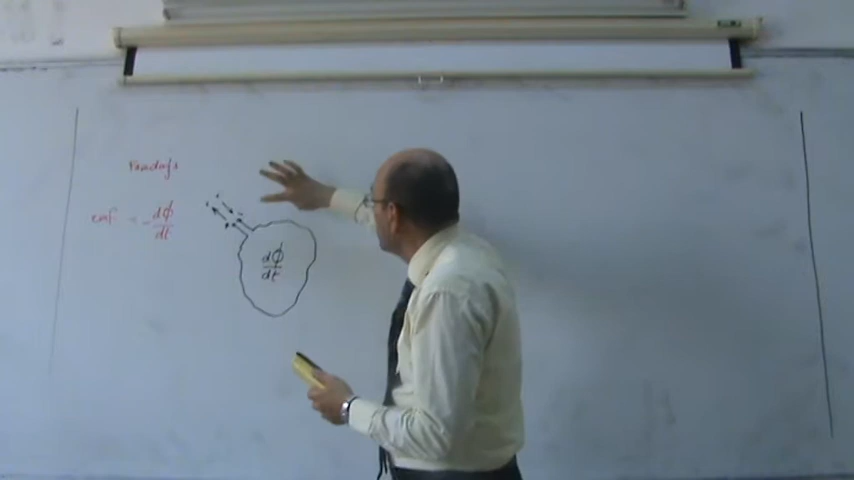 Faraday's
emf = - dΦ/dt
dΦ/dt